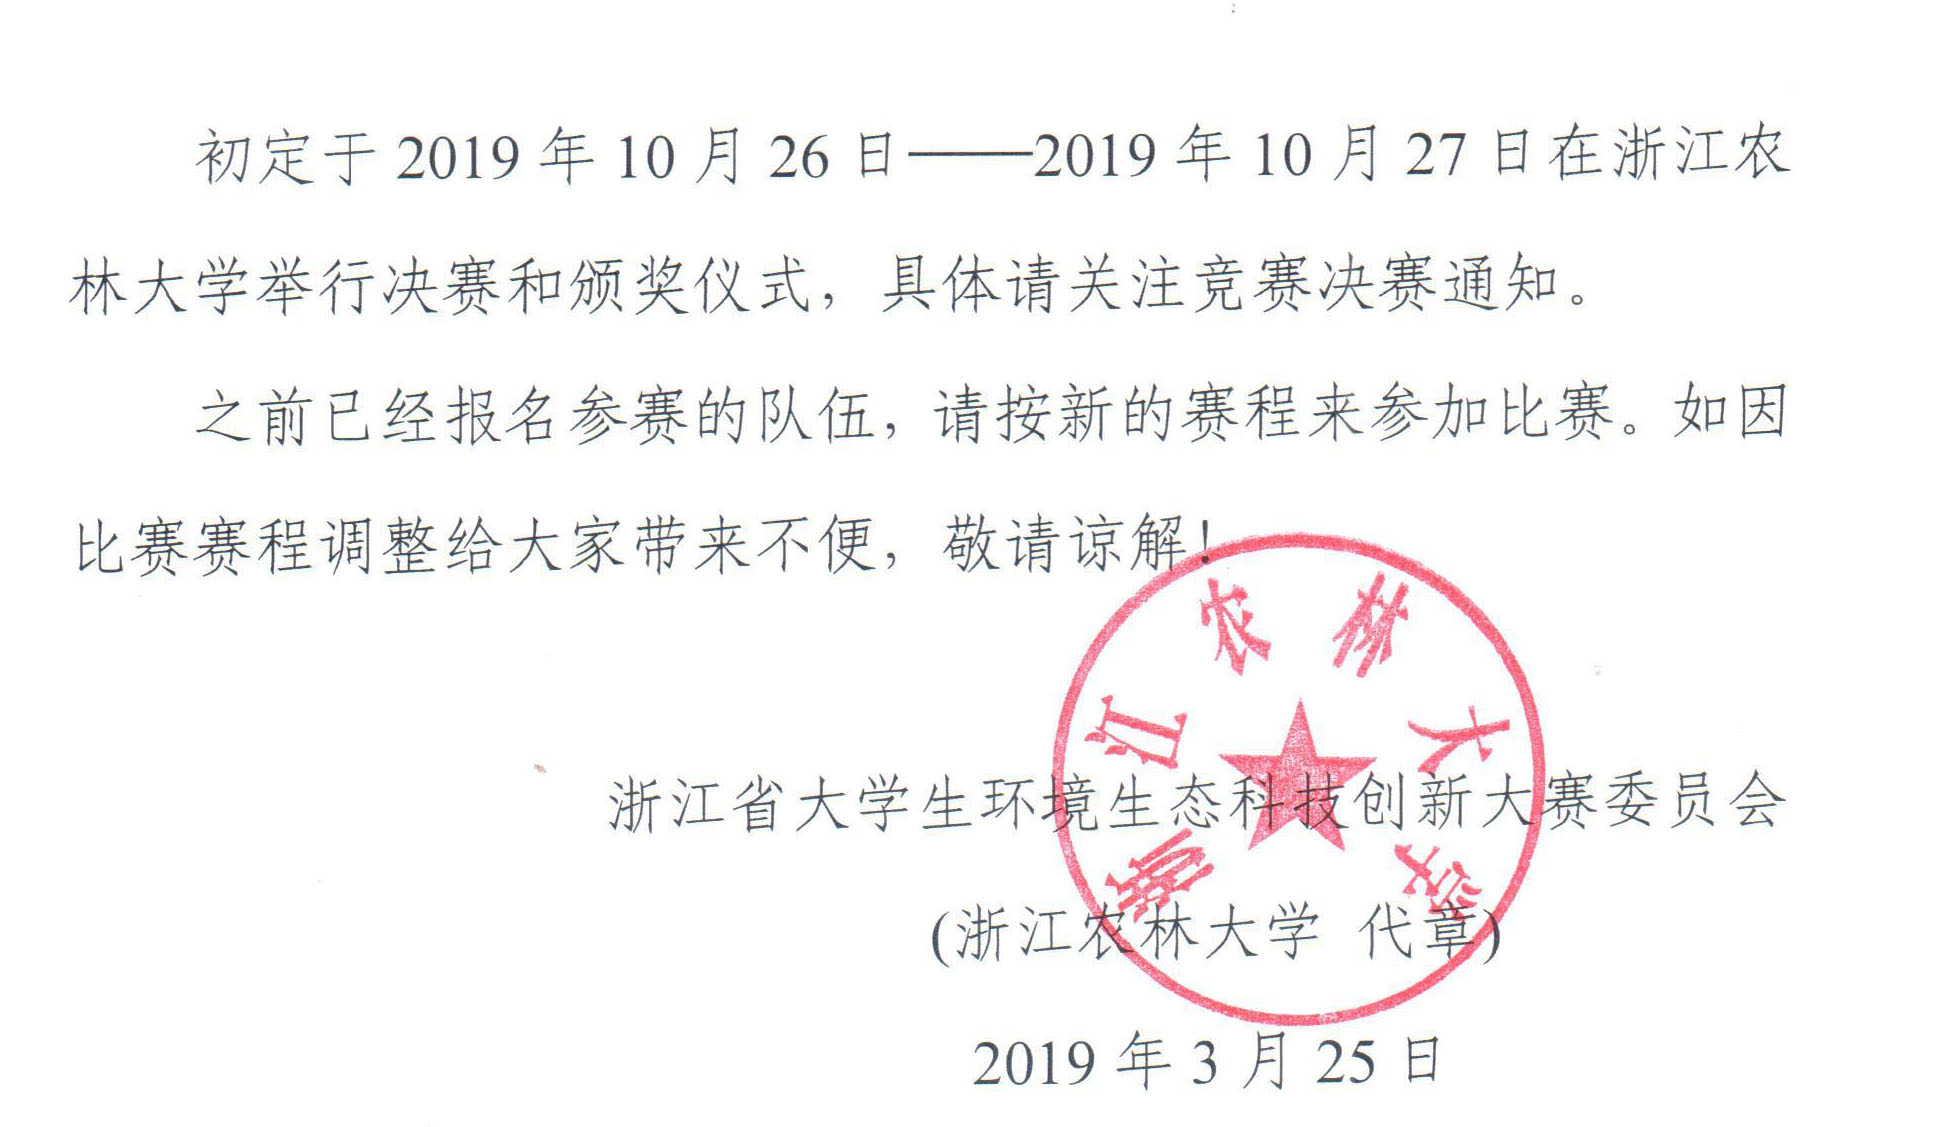 初定于 2019 年 10 月 26 日——2019 年 10 月 27 日在浙江农
林大学举行决赛和颁奖仪式，具体请关注竞赛决赛通知。
之前已经报名参赛的队伍，请按新的赛程来参加比赛。如因
比赛赛程调整给大家带来不便，敬请谅解！
浙江农林大学
浙江省大学生环境生态科技创新大赛委员会
(浙江农林大学 代章)
2019 年 3 月 25 日